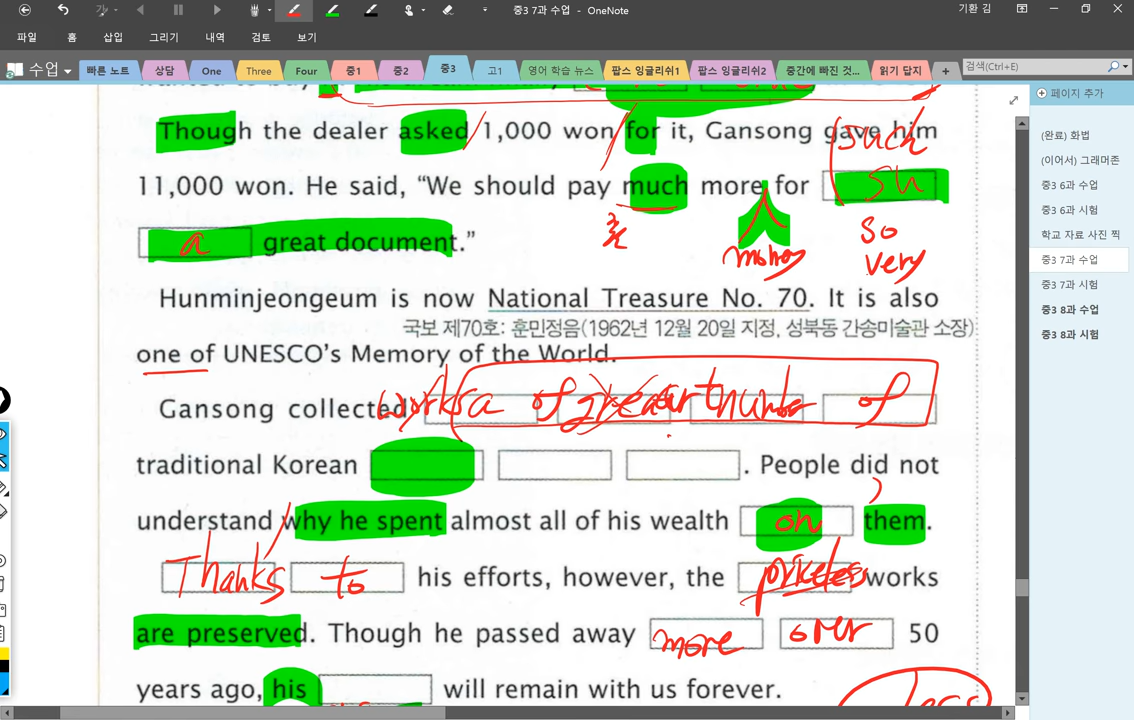 중3 7과 수업 - OneNote
기환 김
파일 홈 삽입 그리기 내역 검토 보기
수업 빠른 노트 상담 One Three Four 중1 중2 중3 고1 영어 학습 뉴스 팝스 잉글리쉬1 팝스 잉글리쉬2 중간에 빠진 것... 읽기 답지 + 검색(Ctrl+E)
페이지 추가
(완료) 화법
(이어서) 그래머존
중3 6과 수업
중3 6과 시험
학교 자료 사진 찍
중3 7과 수업
중3 7과 시험
중3 8과 수업
중3 8과 시험
Though the dealer asked 1,000 won for it, Gansong gave him
such
11,000 won. He said, “We should pay much more for su
a great document.”
money
so
very
Hunminjeongeum is now National Treasure No. 70. It is also
국보 제70호: 훈민정음(1962년 12월 20일 지정, 성북동 간송미술관 소장)
one of UNESCO’s Memory of the World.
Gansong collected works a of great number of
traditional Korean . People did not
understand why he spent almost all of his wealth on them.
Thanks to his efforts, however, the priceless works
are preserved. Though he passed away more over 50
years ago, his will remain with us forever.
less